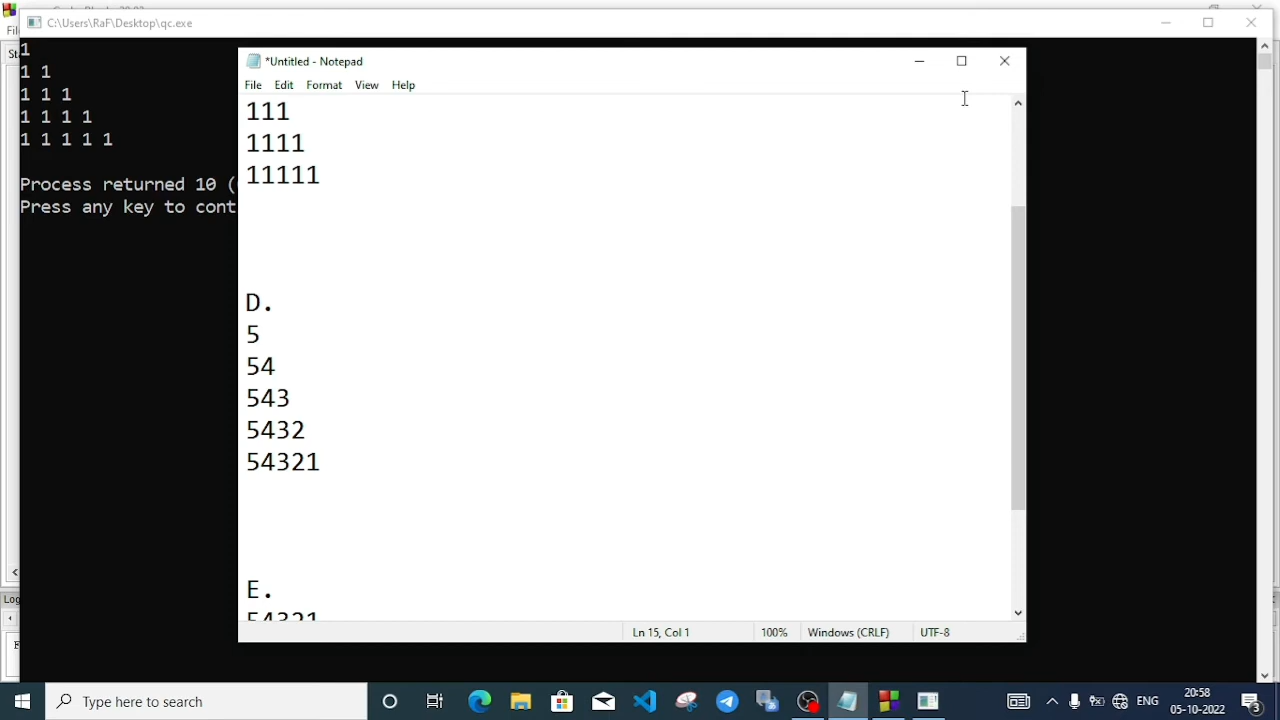 C:\Users\RaF\Desktop\qc.exe
1
1 1
1 1 1
1 1 1 1
1 1 1 1 1
Process returned 10 (
Press any key to cont
*Untitled - Notepad
File Edit Format View Help
111
1111
11111
D.
5
54
543
5432
54321
E.
54321
Ln 15, Col 1
100%
Windows (CRLF)
UTF-8
Type here to search
ENG
20:58
05-10-2022
3